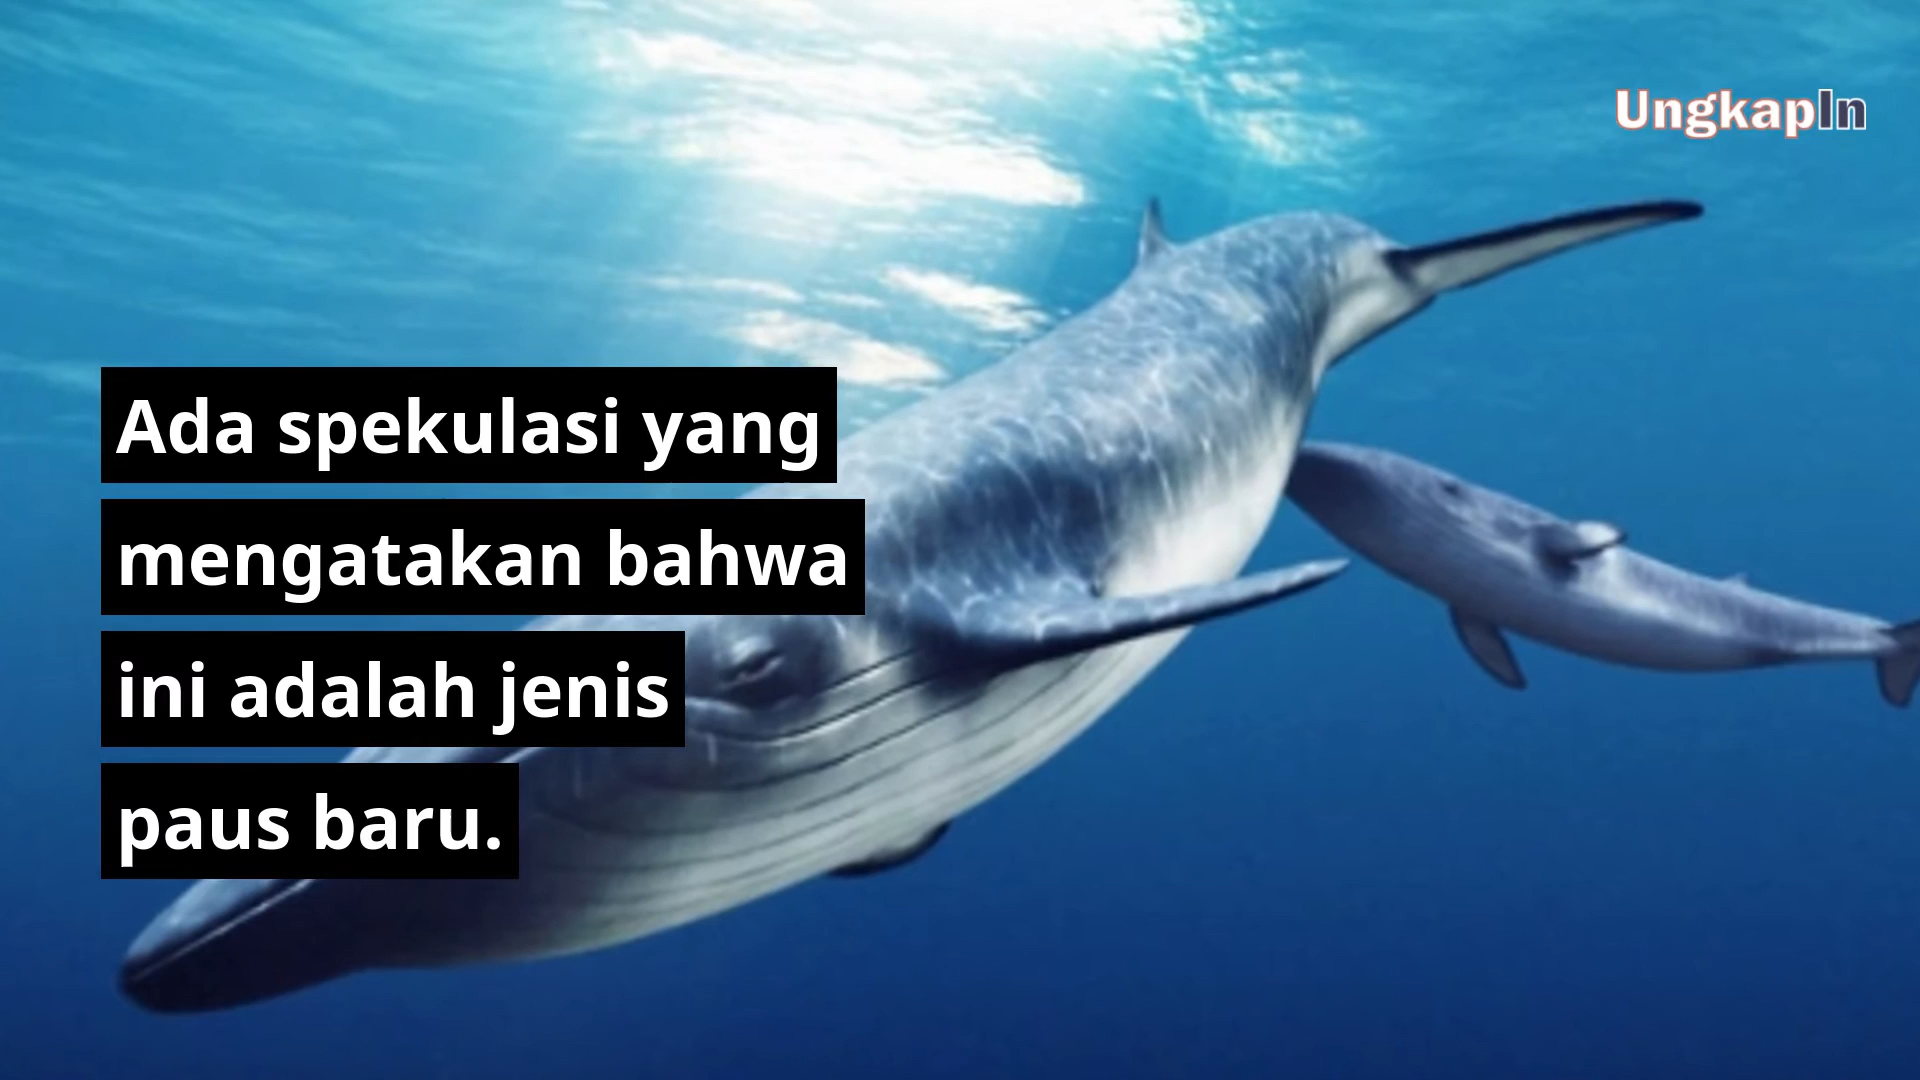 UngkapIn
Ada spekulasi yang
mengatakan bahwa
ini adalah jenis
paus baru.